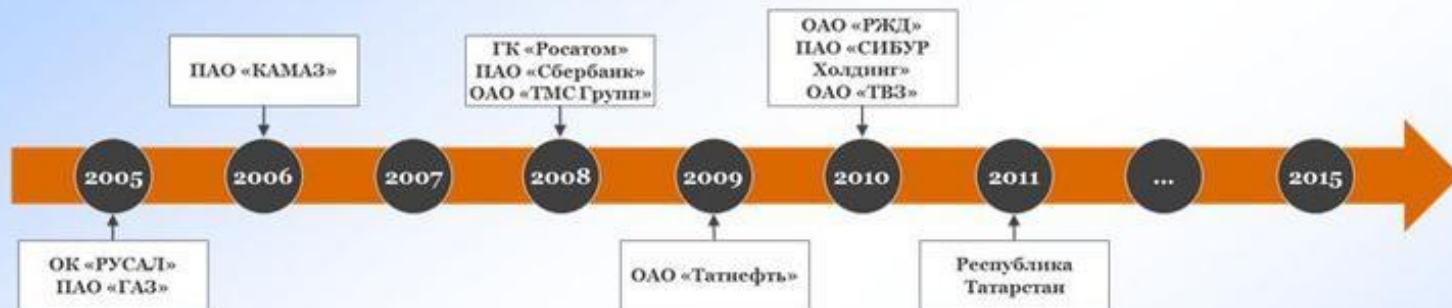 ПАО «КАМАЗ»
ГК «Росатом»
ПАО «Сбербанк»
ОАО «ТМС Групп»
ОАО «РЖД»
ПАО «СИБУР
Холдинг»
ОАО «ТВЗ»
2005
2006
2007
2008
2009
2010
2011
...
2015
ОК «РУСАЛ»
ПАО «ГАЗ»
ОАО «Татнефть»
Республика
Татарстан